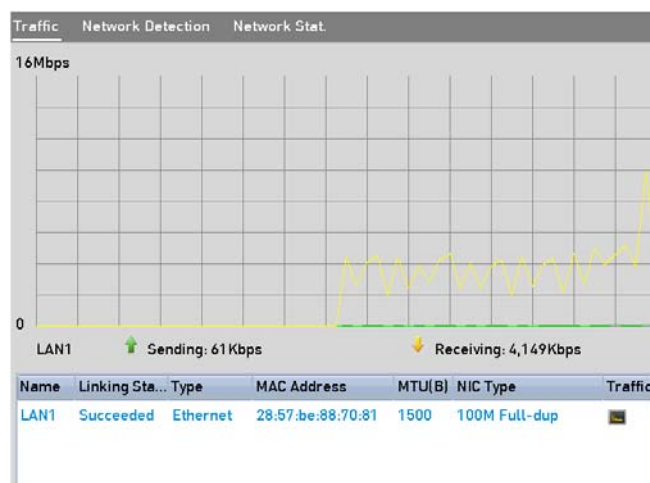 Traffic Network Detection Network Stat.
16Mbps
0
LAN1 Sending: 61Kbps Receiving: 4,149Kbps
Name Linking Sta... Type MAC Address MTU(B) NIC Type Traffic
LAN1 Succeeded Ethernet 28:57:be:88:70:81 1500 100M Full-dup